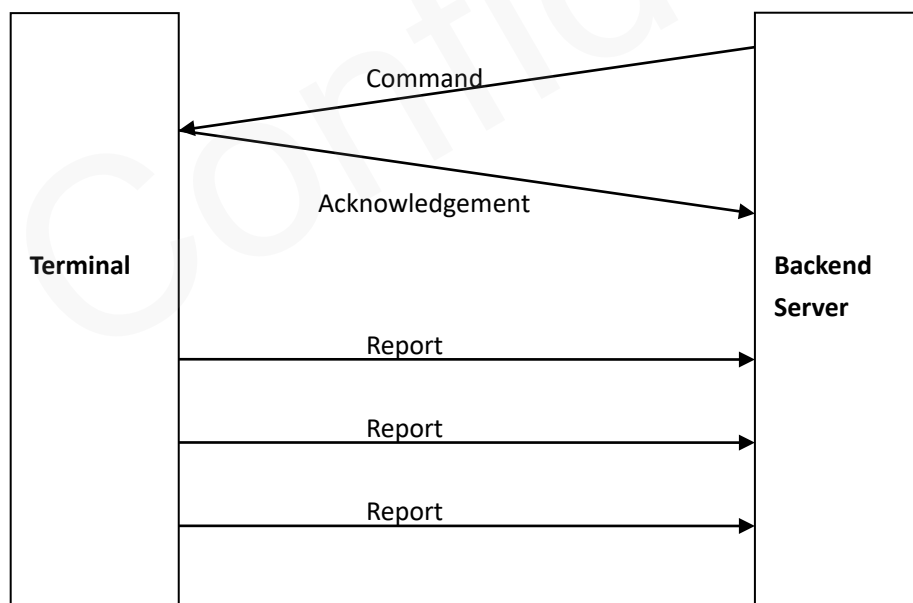 Command
Acknowledgement
Terminal
Backend
Server
Report
Report
Report